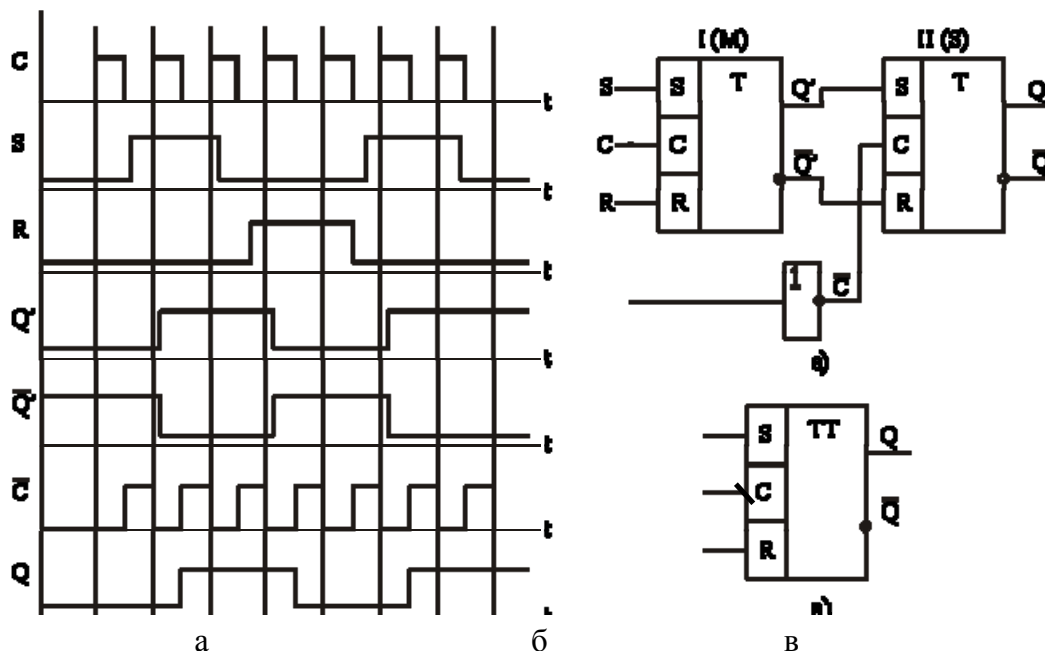 C
t
S
t
R
t
Q'
t
Q̅'
t
C̅
t
Q
t
I (M)
II (S)
S S T Q'
C C
R R Q̅'
S T Q
C
R Q̅
1 C̅
TT
S Q
C
R Q̅
а б в